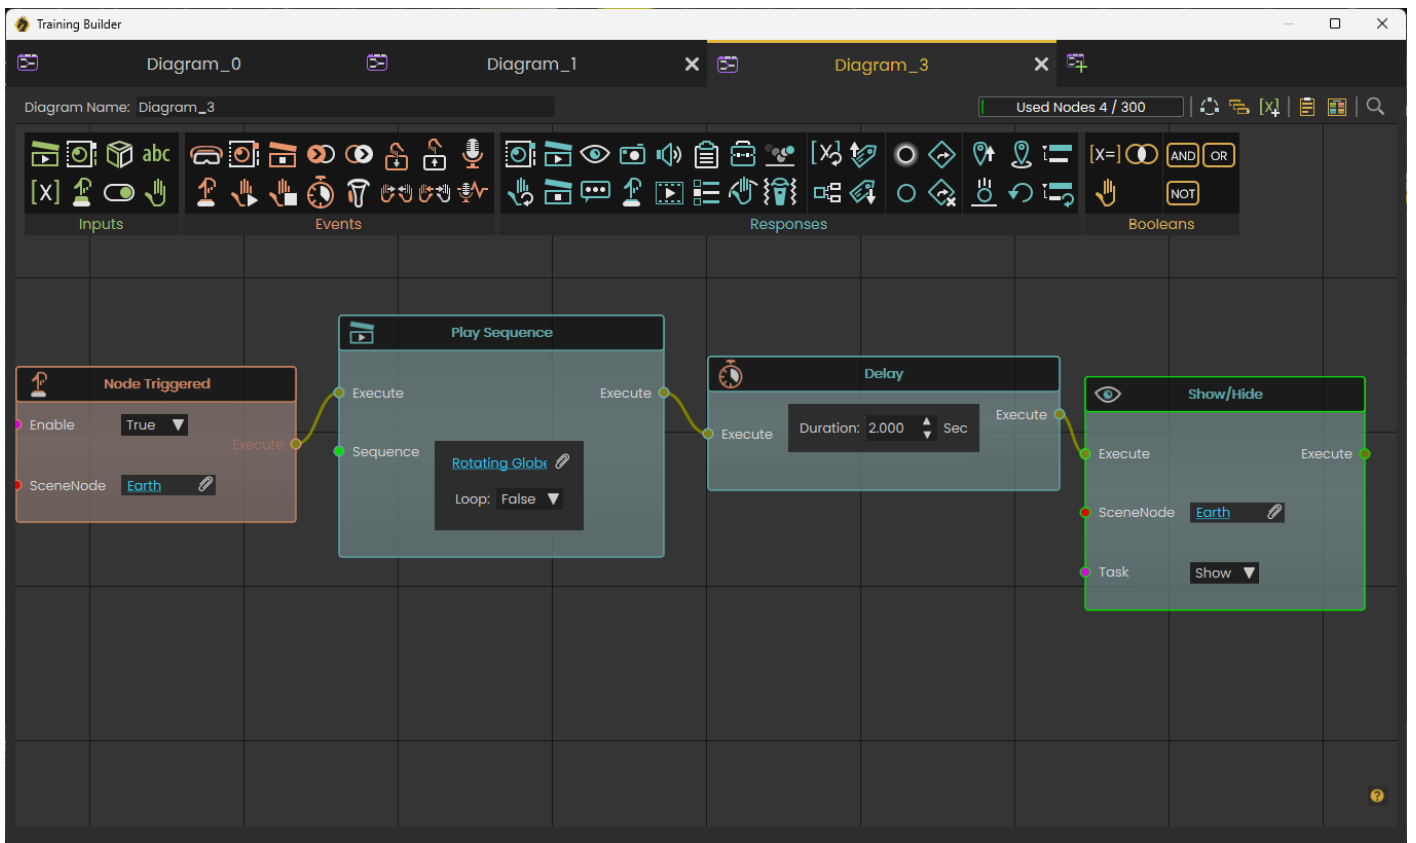 Training Builder
Diagram_0
Diagram_1
Diagram_3
Diagram Name: Diagram_3
Used Nodes 4 / 300
abc
[X]
[X=]
AND
OR
NOT
Inputs
Events
Responses
Booleans
Node Triggered
Enable
True
Execute
SceneNode
Earth
Play Sequence
Execute
Execute
Sequence
Rotating Globe
Loop: False
Delay
Execute
Execute
Duration: 2.000 Sec
Show/Hide
Execute
Execute
SceneNode
Earth
Task
Show